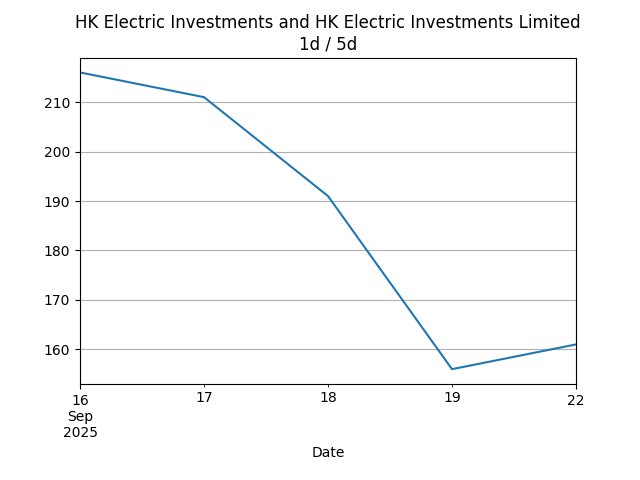 HK Electric Investments and HK Electric Investments Limited
1d / 5d
210
200
190
180
170
160
16 17 18 19 22
Sep
2025
Date